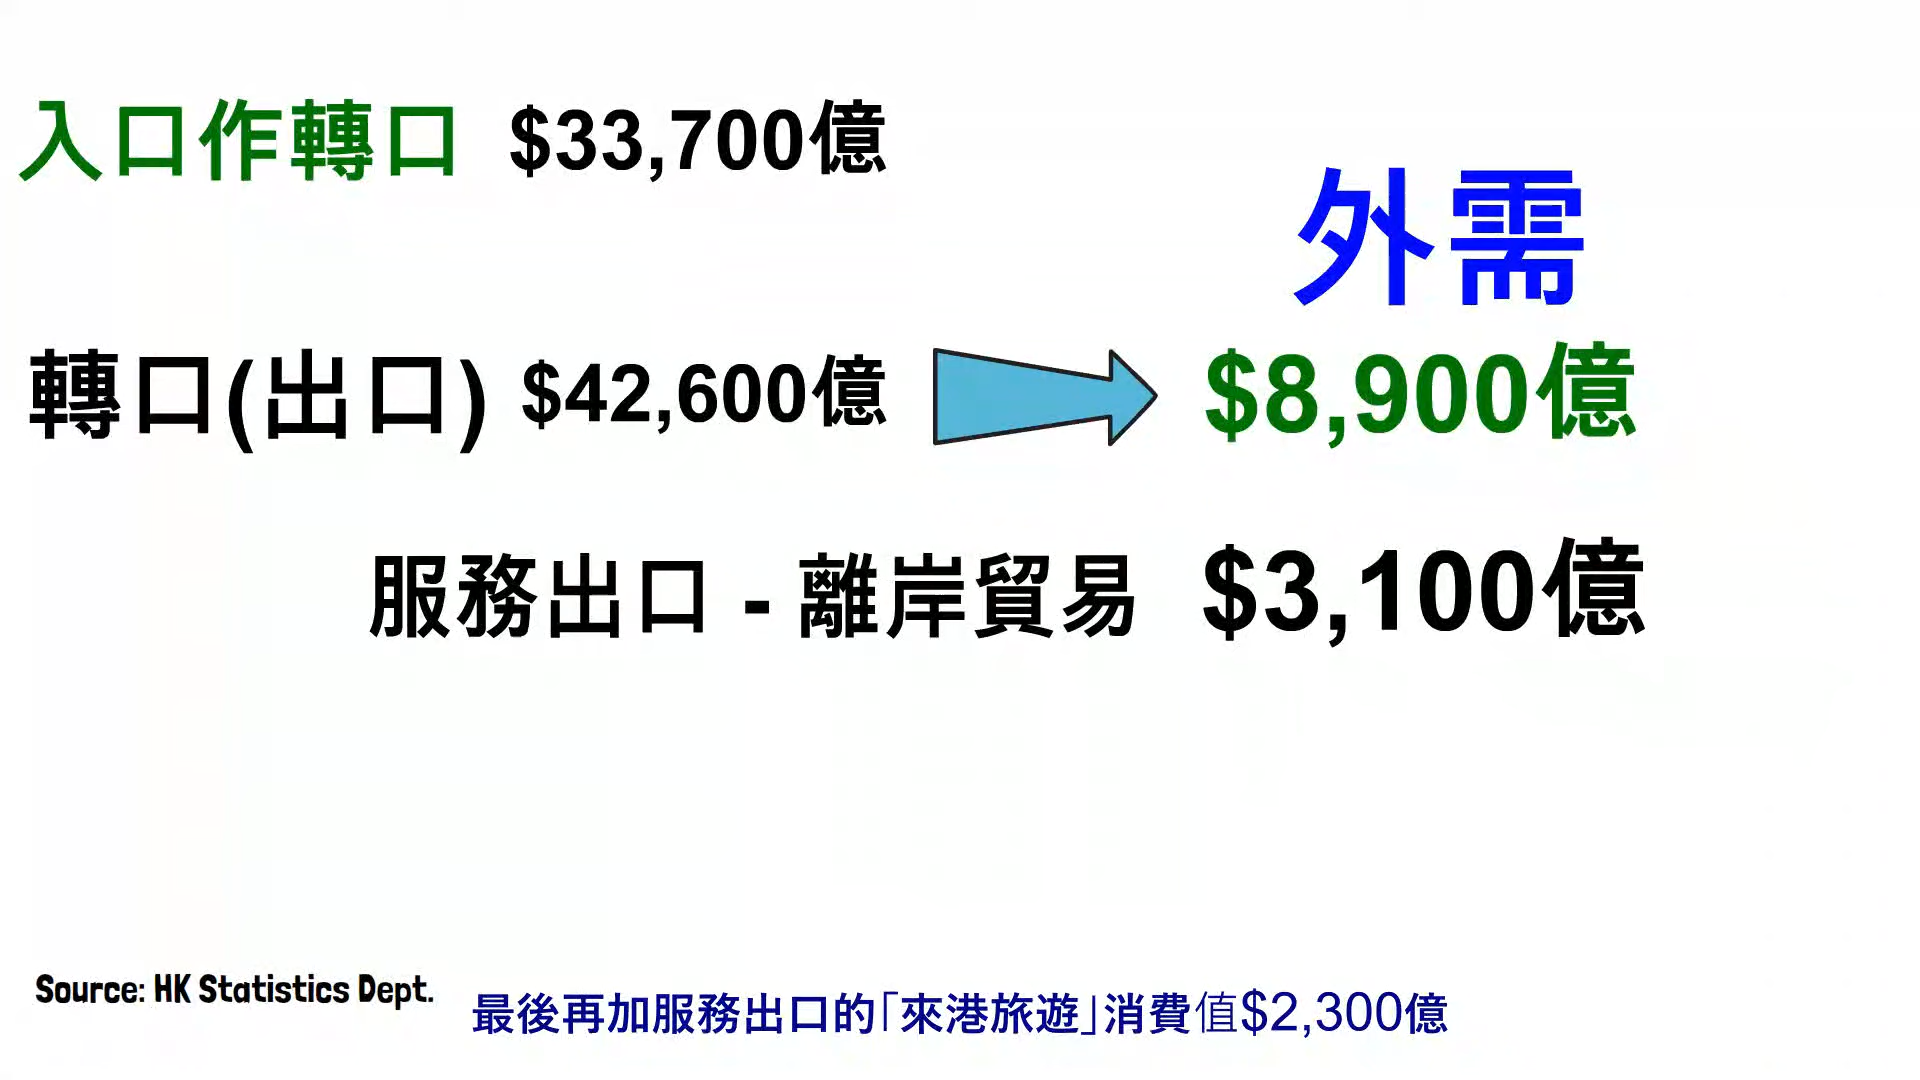 入口作轉口 $33,700億
外需
轉口(出口) $42,600億 $8,900億
服務出口 - 離岸貿易 $3,100億
Source: HK Statistics Dept.
最後再加服務出口的「來港旅遊」消費值$2,300億